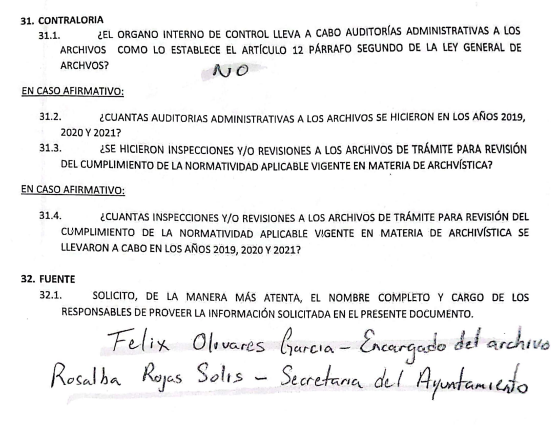 31. CONTRALORIA
31.1. ¿EL ORGANO INTERNO DE CONTROL LLEVA A CABO AUDITORÍAS ADMINISTRATIVAS A LOS
ARCHIVOS COMO LO ESTABLECE EL ARTÍCULO 12 PÁRRAFO SEGUNDO DE LA LEY GENERAL DE
ARCHVOS?
NO
EN CASO AFIRMATIVO:
31.2. ¿CUANTAS AUDITORIAS ADMINISTRATIVAS A LOS ARCHIVOS SE HICIERON EN LOS AÑOS 2019,
2020 Y 2021?
31.3. ¿SE HICIERON INSPECCIONES Y/O REVISIONES A LOS ARCHIVOS DE TRÁMITE PARA REVISIÓN
DEL CUMPLIMIENTO DE LA NORMATIVIDAD APLICABLE VIGENTE EN MATERIA DE ARCHVÍSTICA?
EN CASO AFIRMATIVO:
31.4. ¿CUANTAS INSPECCIONES Y/O REVISIONES A LOS ARCHIVOS DE TRÁMITE PARA REVISIÓN DEL
CUMPLIMIENTO DE LA NORMATIVIDAD APLICABLE VIGENTE EN MATERIA DE ARCHIVÍSTICA SE
LLEVARON A CABO EN LOS AÑOS 2019, 2020 Y 2021?
32. FUENTE
32.1. SOLICITO, DE LA MANERA MÁS ATENTA, EL NOMBRE COMPLETO Y CARGO DE LOS
RESPONSABLES DE PROVEER LA INFORMACIÓN SOLICITADA EN EL PRESENTE DOCUMENTO.
Felix Olivares Garcia – Encargado del archivo
Rosalba Rojas Solis – Secretaria del Ayuntamiento